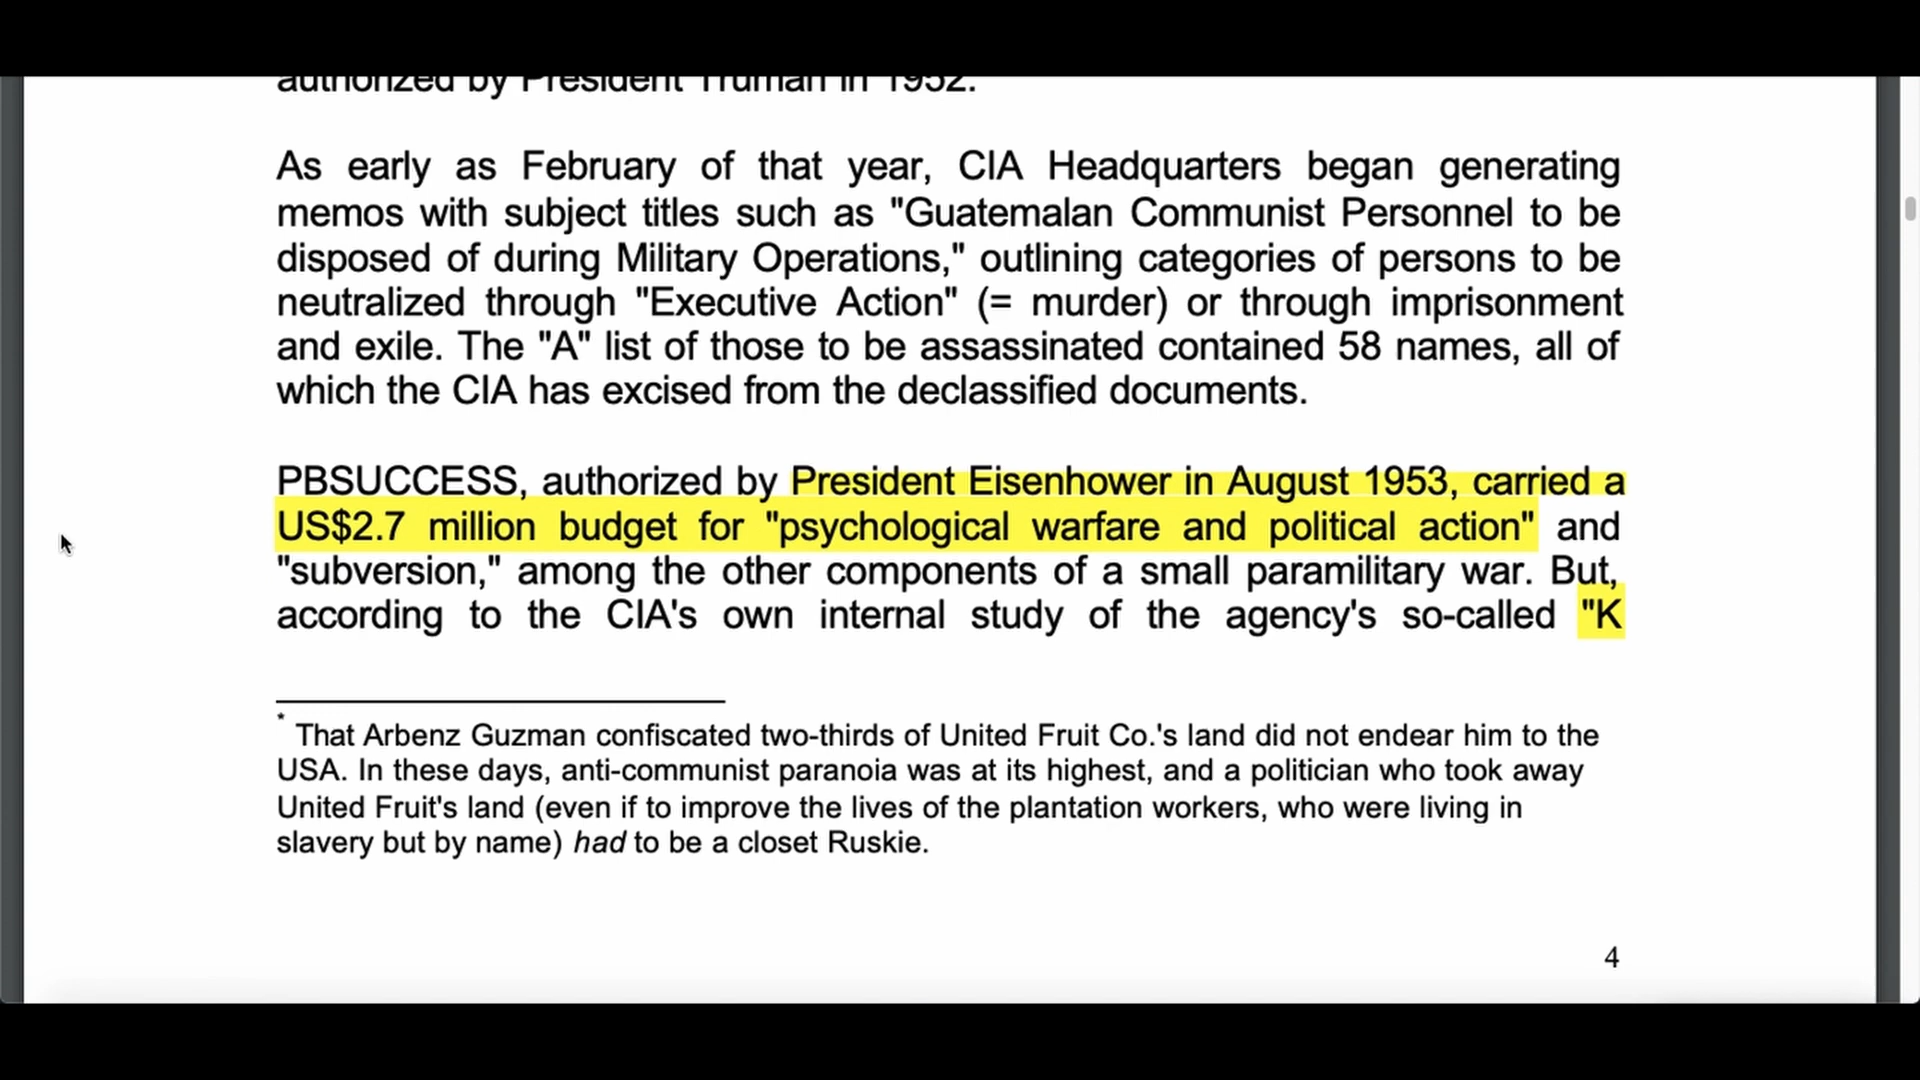 authorized by President Truman in 1952.
As early as February of that year, CIA Headquarters began generating
memos with subject titles such as "Guatemalan Communist Personnel to be
disposed of during Military Operations," outlining categories of persons to be
neutralized through "Executive Action" (= murder) or through imprisonment
and exile. The "A" list of those to be assassinated contained 58 names, all of
which the CIA has excised from the declassified documents.
PBSUCCESS, authorized by President Eisenhower in August 1953, carried a
US$2.7 million budget for "psychological warfare and political action" and
"subversion," among the other components of a small paramilitary war. But,
according to the CIA's own internal study of the agency's so-called "K
* That Arbenz Guzman confiscated two-thirds of United Fruit Co.'s land did not endear him to the
USA. In these days, anti-communist paranoia was at its highest, and a politician who took away
United Fruit's land (even if to improve the lives of the plantation workers, who were living in
slavery but by name) had to be a closet Ruskie.
4